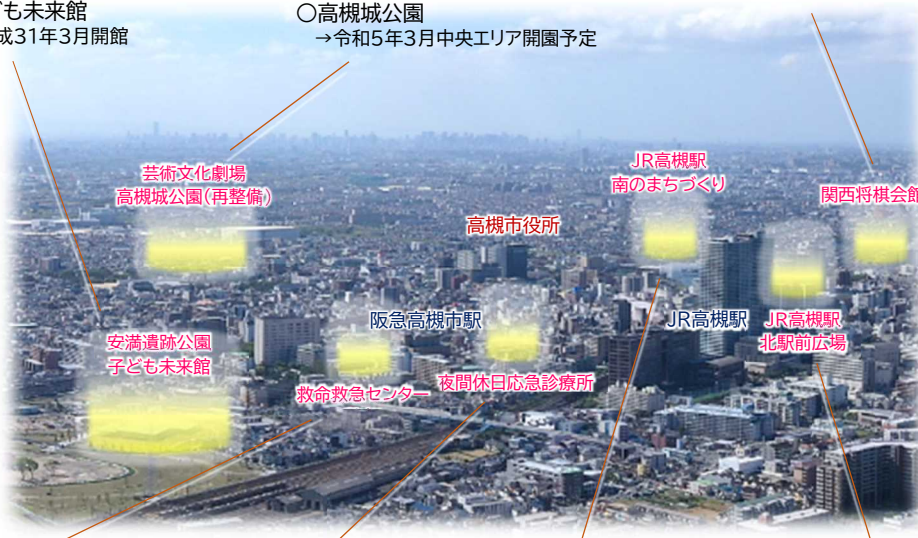 も未来館
成31年3月開館
○高槻城公園
→令和5年3月中央エリア開園予定
芸術文化劇場
高槻城公園(再整備)
JR高槻駅
南のまちづくり
関西将棋会館
高槻市役所
阪急高槻市駅
JR高槻駅
JR高槻駅
北駅前広場
安満遺跡公園
子ども未来館
救命救急センター
夜間休日応急診療所